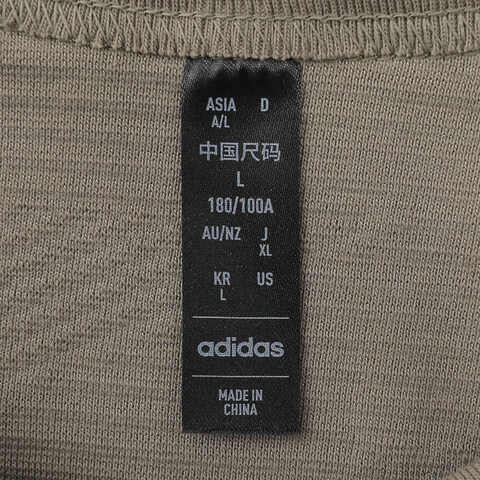 ASIA D
A/L
中国尺码
L
180/100A
AU/NZ J
XL
KR US
L
adidas
MADE IN
CHINA